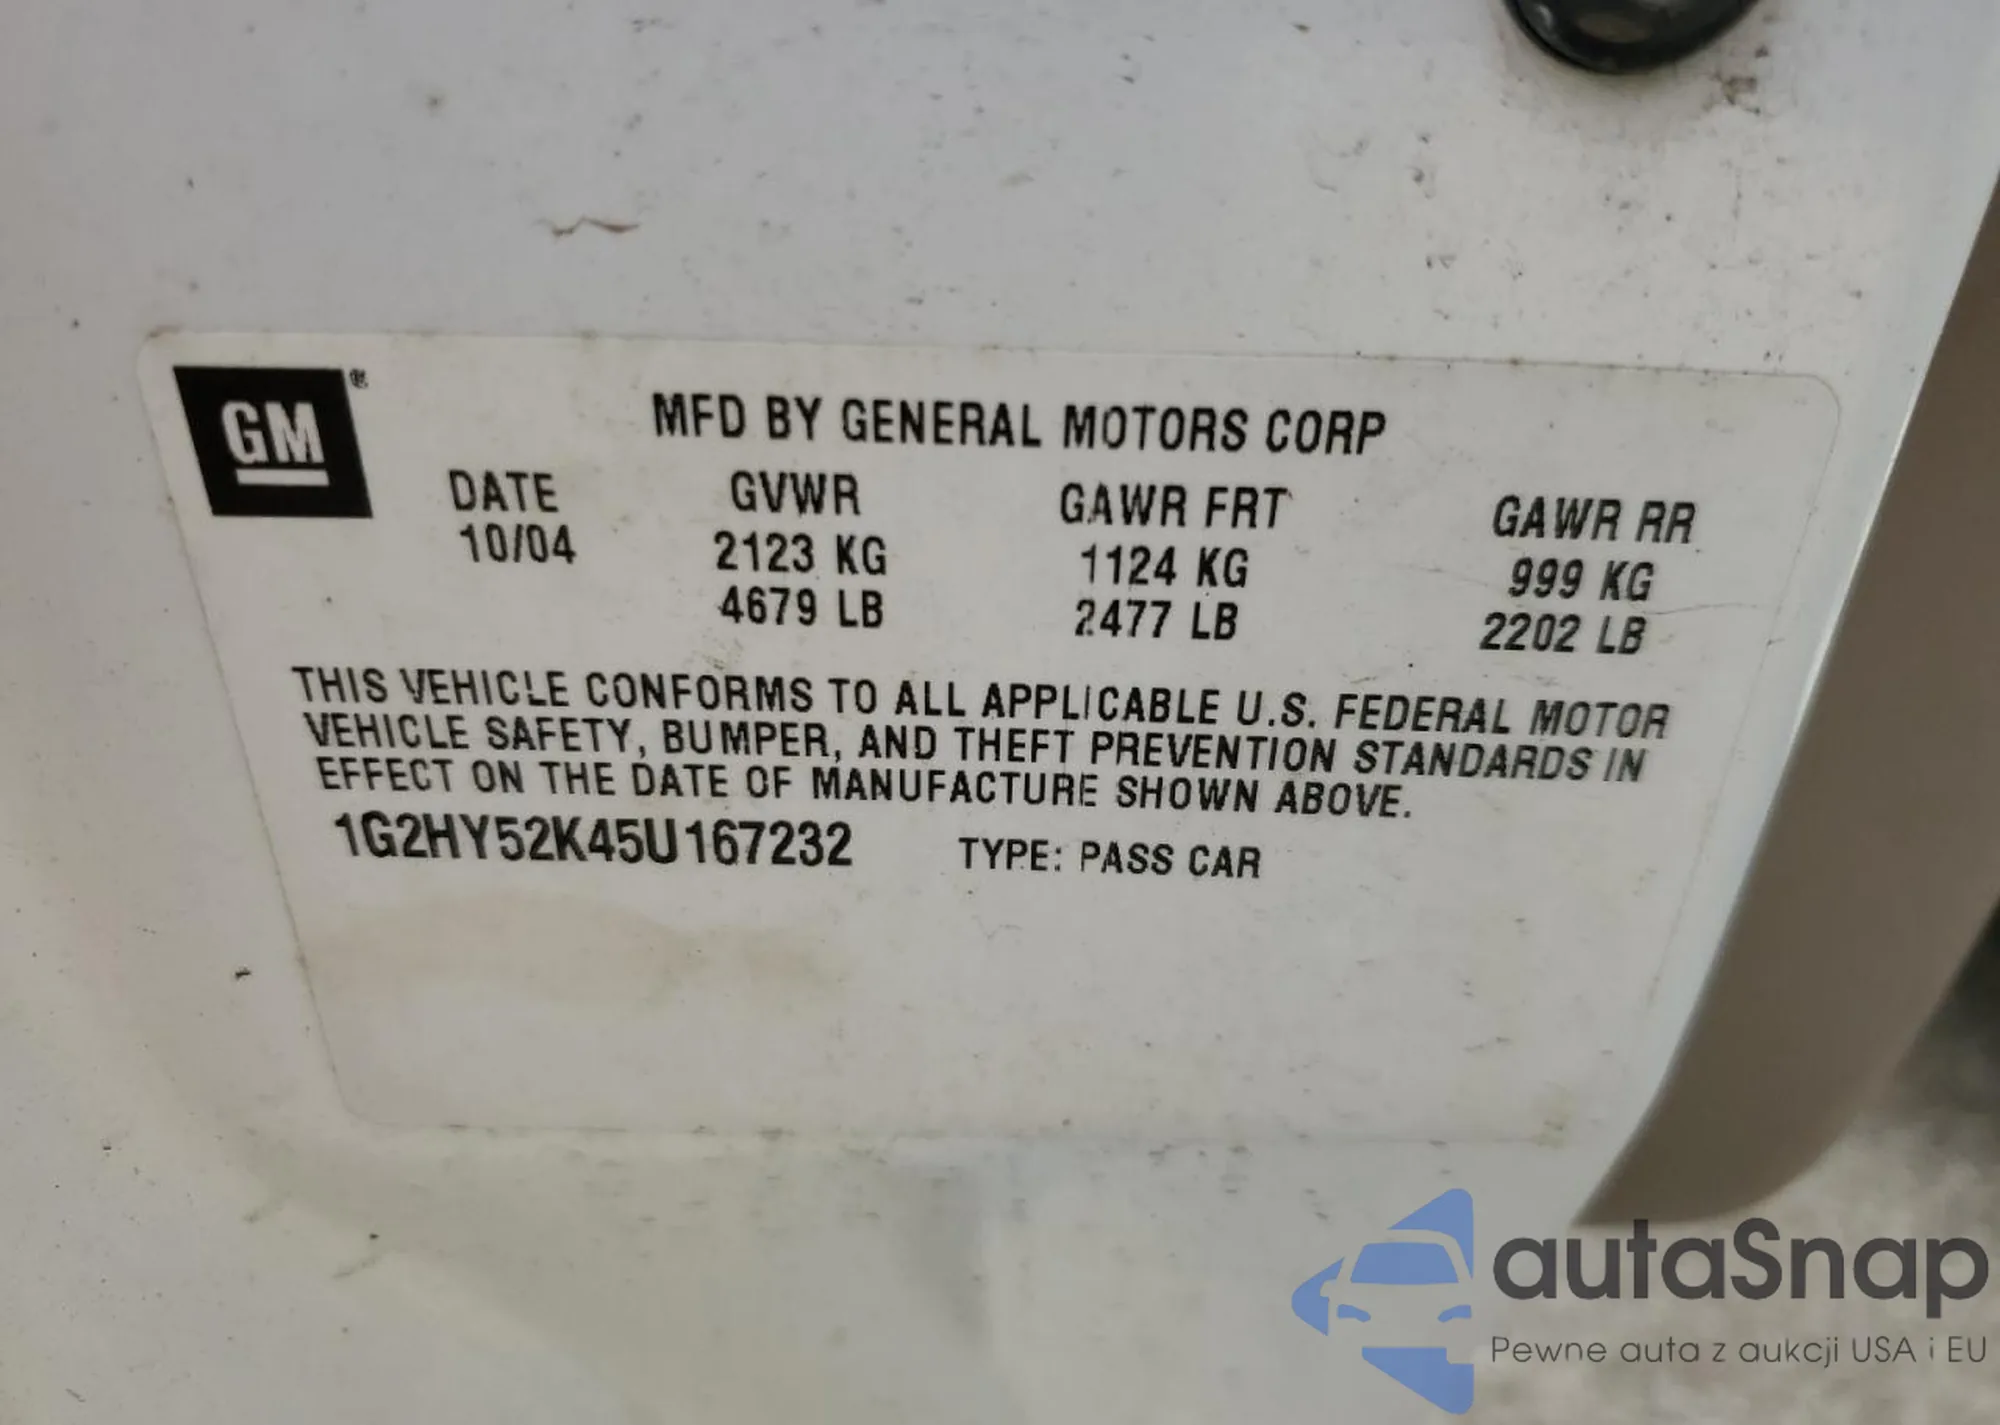 GM®
MFD BY GENERAL MOTORS CORP
DATE GVWR GAWR FRT GAWR RR
10/04 2123 KG 1124 KG 999 KG
4679 LB 2477 LB 2202 LB
THIS VEHICLE CONFORMS TO ALL APPLICABLE U.S. FEDERAL MOTOR
VEHICLE SAFETY, BUMPER, AND THEFT PREVENTION STANDARDS IN
EFFECT ON THE DATE OF MANUFACTURE SHOWN ABOVE.
1G2HY52K45U167232 TYPE: PASS CAR
autaSnap
Pewne auta z aukcji USA i EU